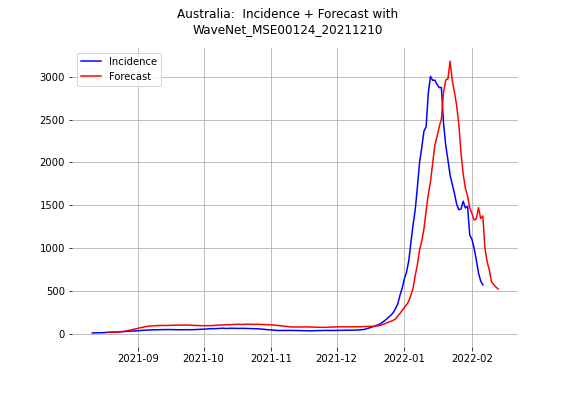 Australia:  Incidence + Forecast with
WaveNet_MSE00124_20211210
Incidence
Forecast
3000
2500
2000
1500
1000
500
0
2021-09 2021-10 2021-11 2021-12 2022-01 2022-02